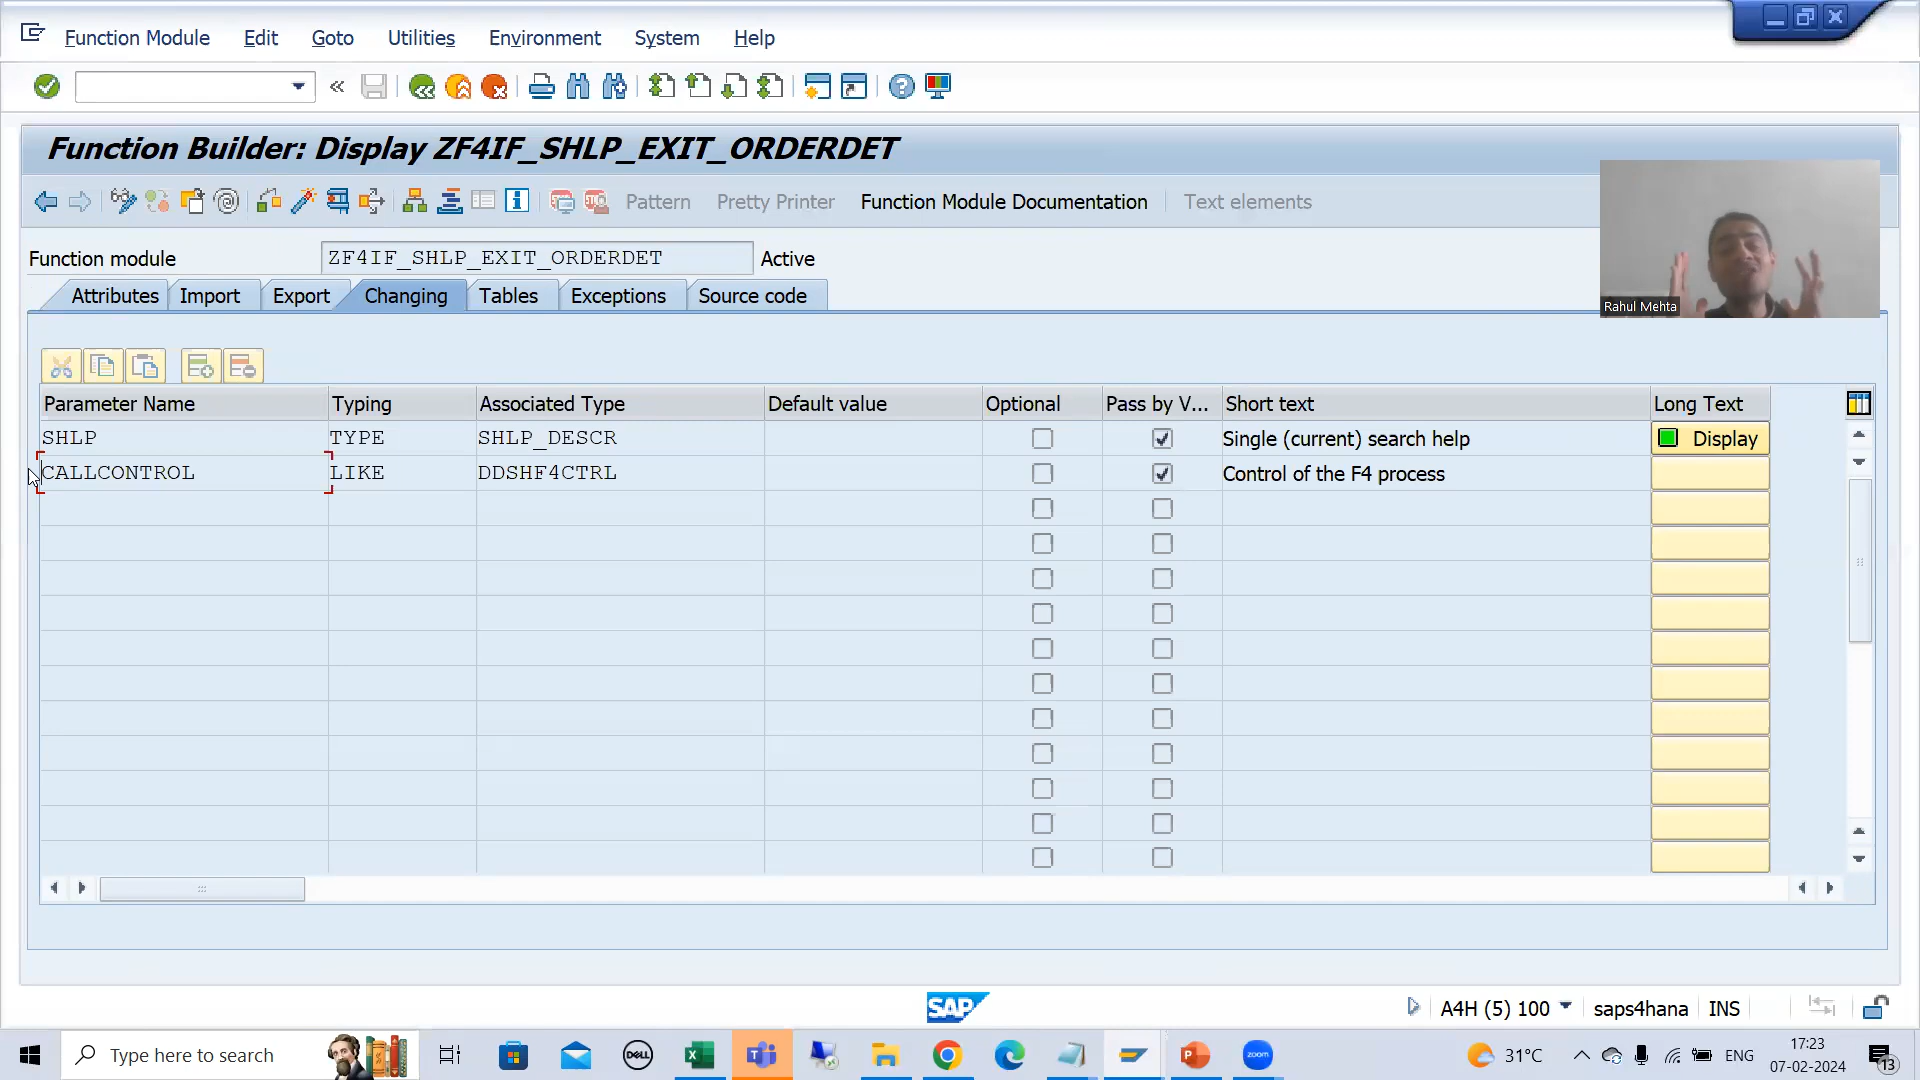 Function Module Edit Goto Utilities Environment System Help
Function Builder: Display ZF4IF_SHLP_EXIT_ORDERDET
Pattern Pretty Printer Function Module Documentation Text elements
Function module ZF4IF_SHLP_EXIT_ORDERDET Active
Rahul Mehta
Attributes Import Export Changing Tables Exceptions Source code
Parameter Name Typing Associated Type Default value Optional Pass by V... Short text Long Text
SHLP TYPE SHLP_DESCR Single (current) search help Display
CALLCONTROL LIKE DDSHF4CTRL Control of the F4 process
SAP
A4H (5) 100 saps4hana INS
Type here to search DELL zoom 31°C ENG 17:23
07-02-2024 13